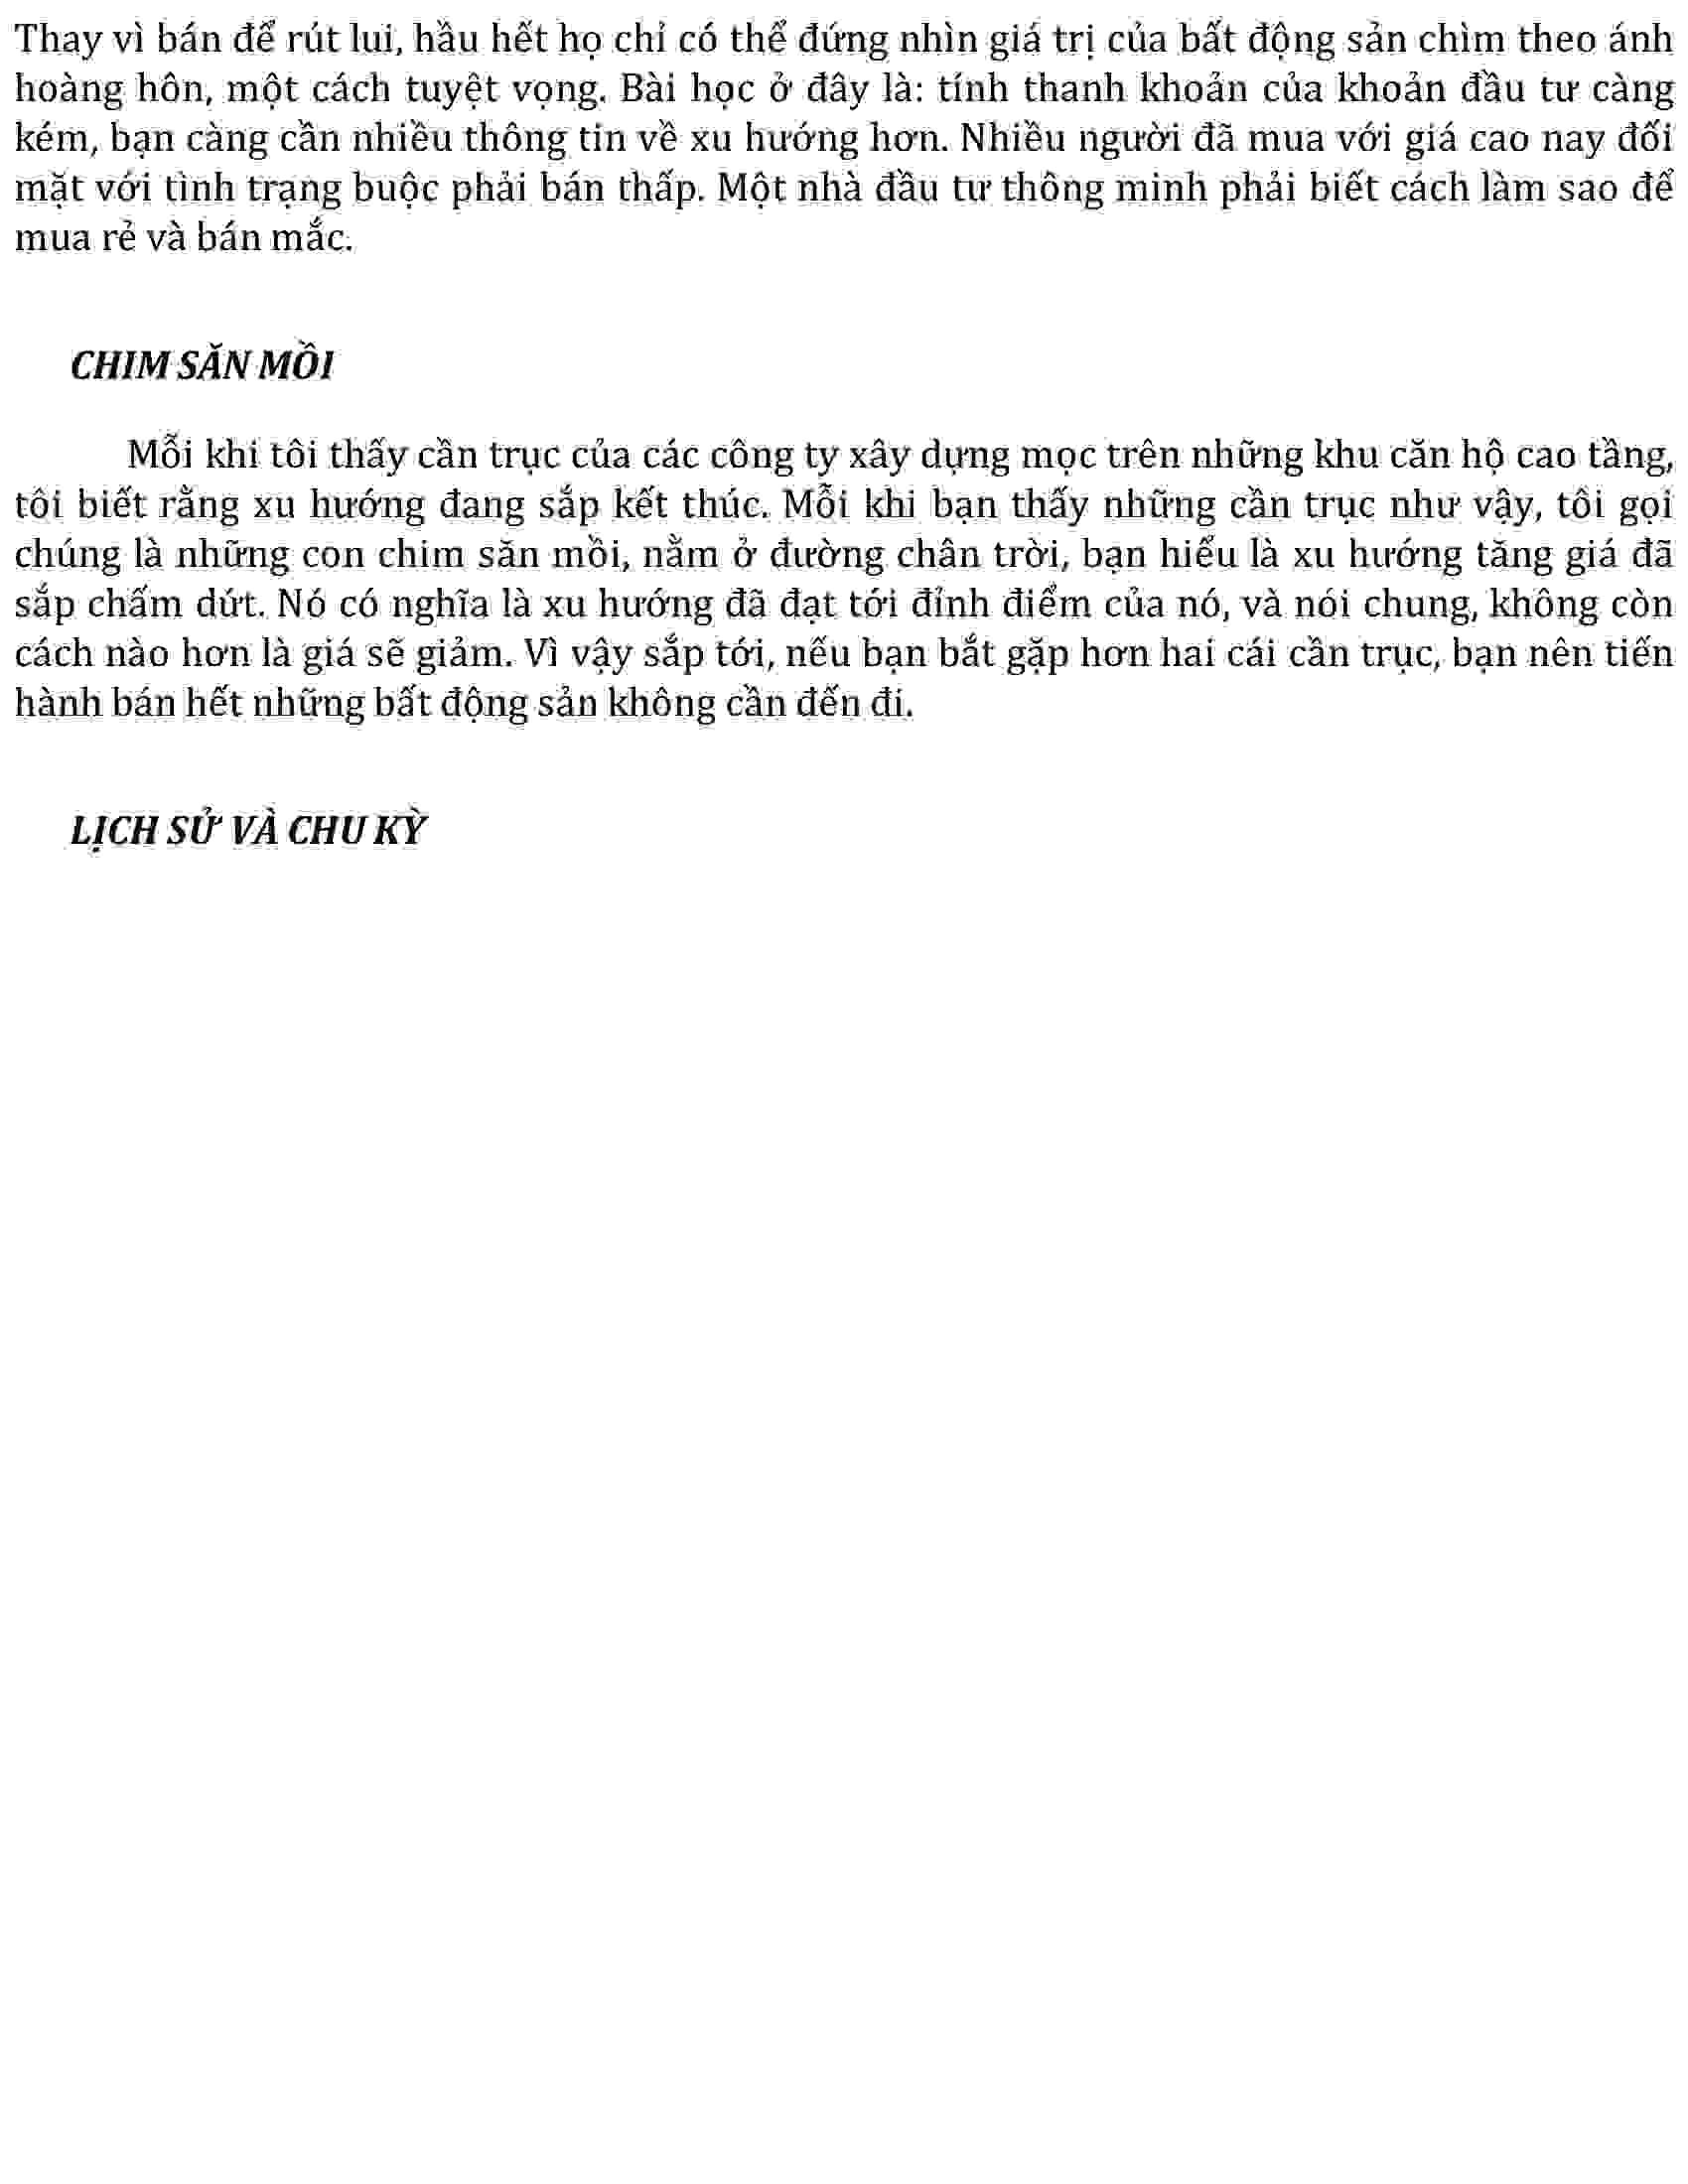 Thay vì bán để rút lui, hầu hết họ chỉ có thể đứng nhìn giá trị của bất động sản chìm theo ánh
hoàng hôn, một cách tuyệt vọng. Bài học ở đây là: tính thanh khoản của khoản đầu tư càng
kém, bạn càng cần nhiều thông tin về xu hướng hơn. Nhiều người đã mua với giá cao nay đối
mặt với tình trạng buộc phải bán thấp. Một nhà đầu tư thông minh phải biết cách làm sao để
mua rẻ và bán mắc.
CHIM SĂN MỒI
Mỗi khi tôi thấy cần trục của các công ty xây dựng mọc trên những khu căn hộ cao tầng,
tôi biết rằng xu hướng đang sắp kết thúc. Mỗi khi bạn thấy những cần trục như vậy, tôi gọi
chúng là những con chim săn mồi, nằm ở đường chân trời, bạn hiểu là xu hướng tăng giá đã
sắp chấm dứt. Nó có nghĩa là xu hướng đã đạt tới đỉnh điểm của nó, và nói chung, không còn
cách nào hơn là giá sẽ giảm. Vì vậy sắp tới, nếu bạn bắt gặp hơn hai cái cần trục, bạn nên tiến
hành bán hết những bất động sản không cần đến đi.
LỊCH SỬ VÀ CHU KỲ